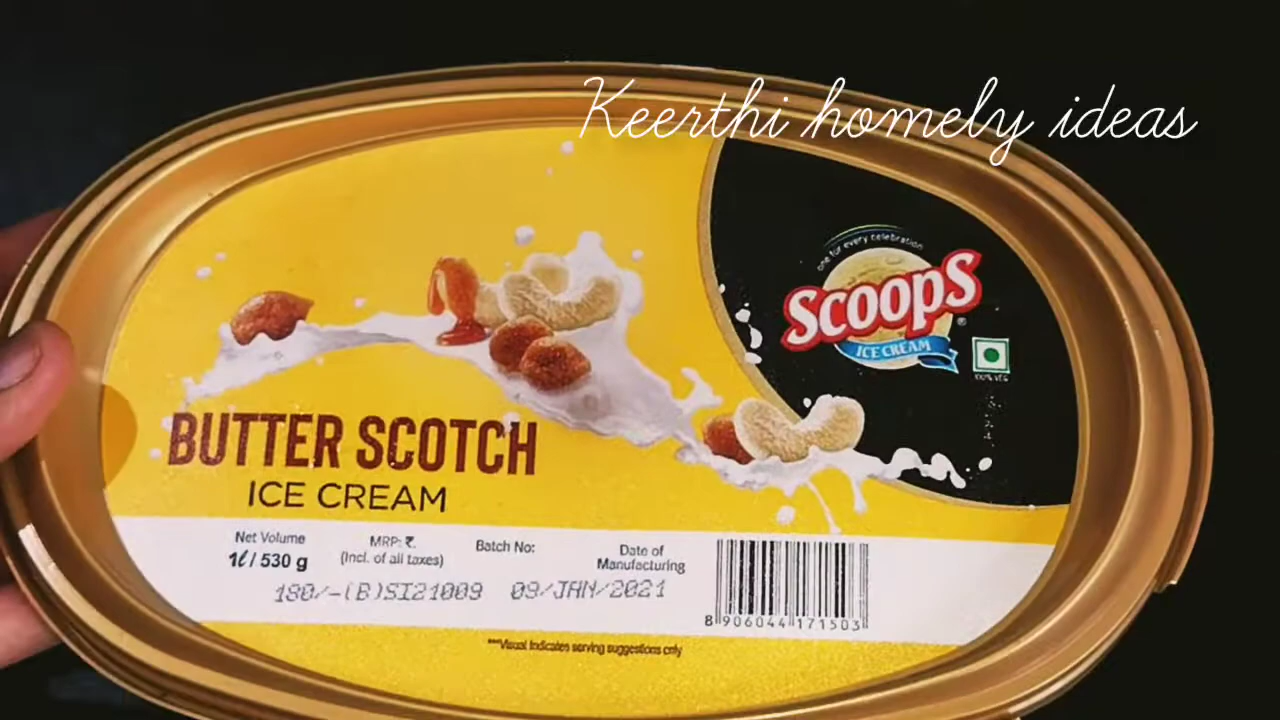 Keerthi homely ideas
one for every celebration
Scoops
®
ICE CREAM
100% VEG
BUTTER SCOTCH
ICE CREAM
Net Volume
1ℓ/ 530 g
MRP: ₹.
(Incl. of all taxes)
Batch No:
Date of
Manufacturing
180/-(B)SI21009 09/JAN/2021
8 906044 171503
***Visual Indicates serving suggestions only